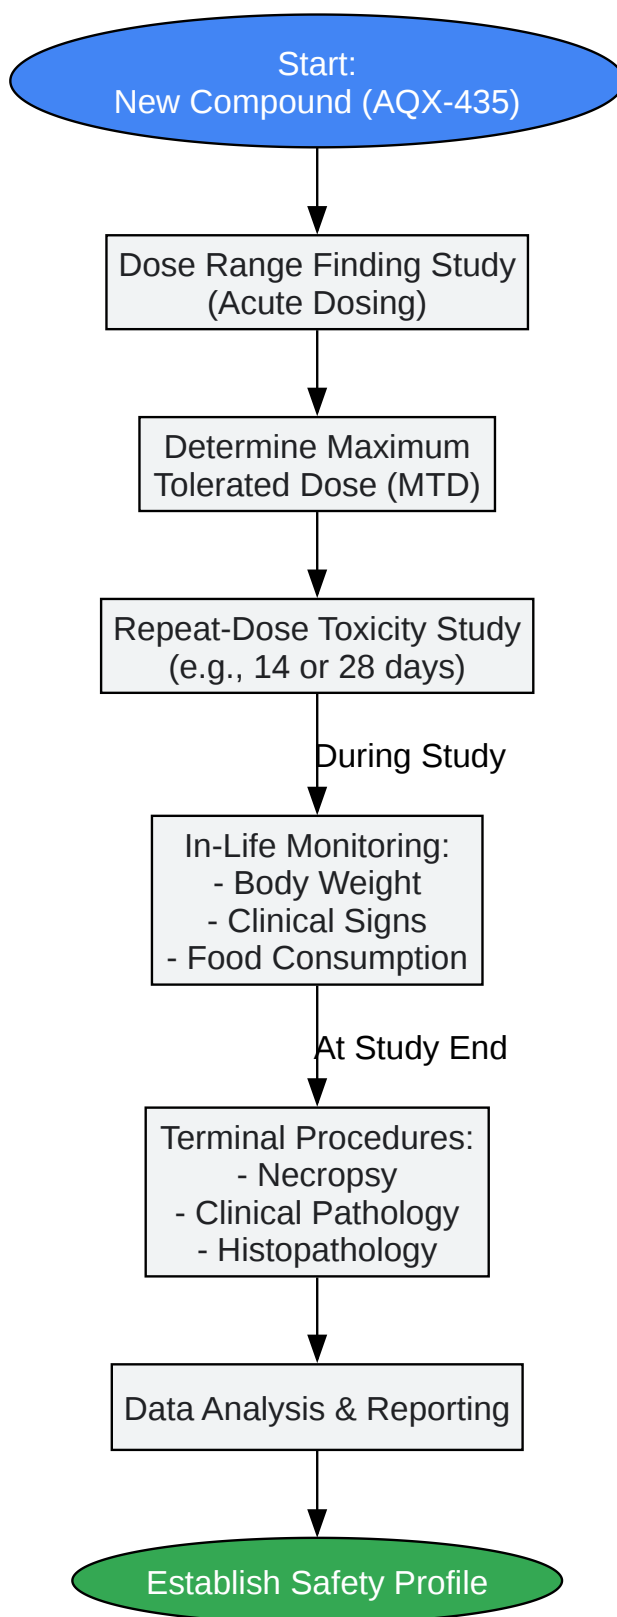 Start:
New Compound (AQX-435)
Dose Range Finding Study
(Acute Dosing)
Determine Maximum
Tolerated Dose (MTD)
Repeat-Dose Toxicity Study
(e.g., 14 or 28 days)
During Study
In-Life Monitoring:
- Body Weight
- Clinical Signs
- Food Consumption
At Study End
Terminal Procedures:
- Necropsy
- Clinical Pathology
- Histopathology
Data Analysis & Reporting
Establish Safety Profile